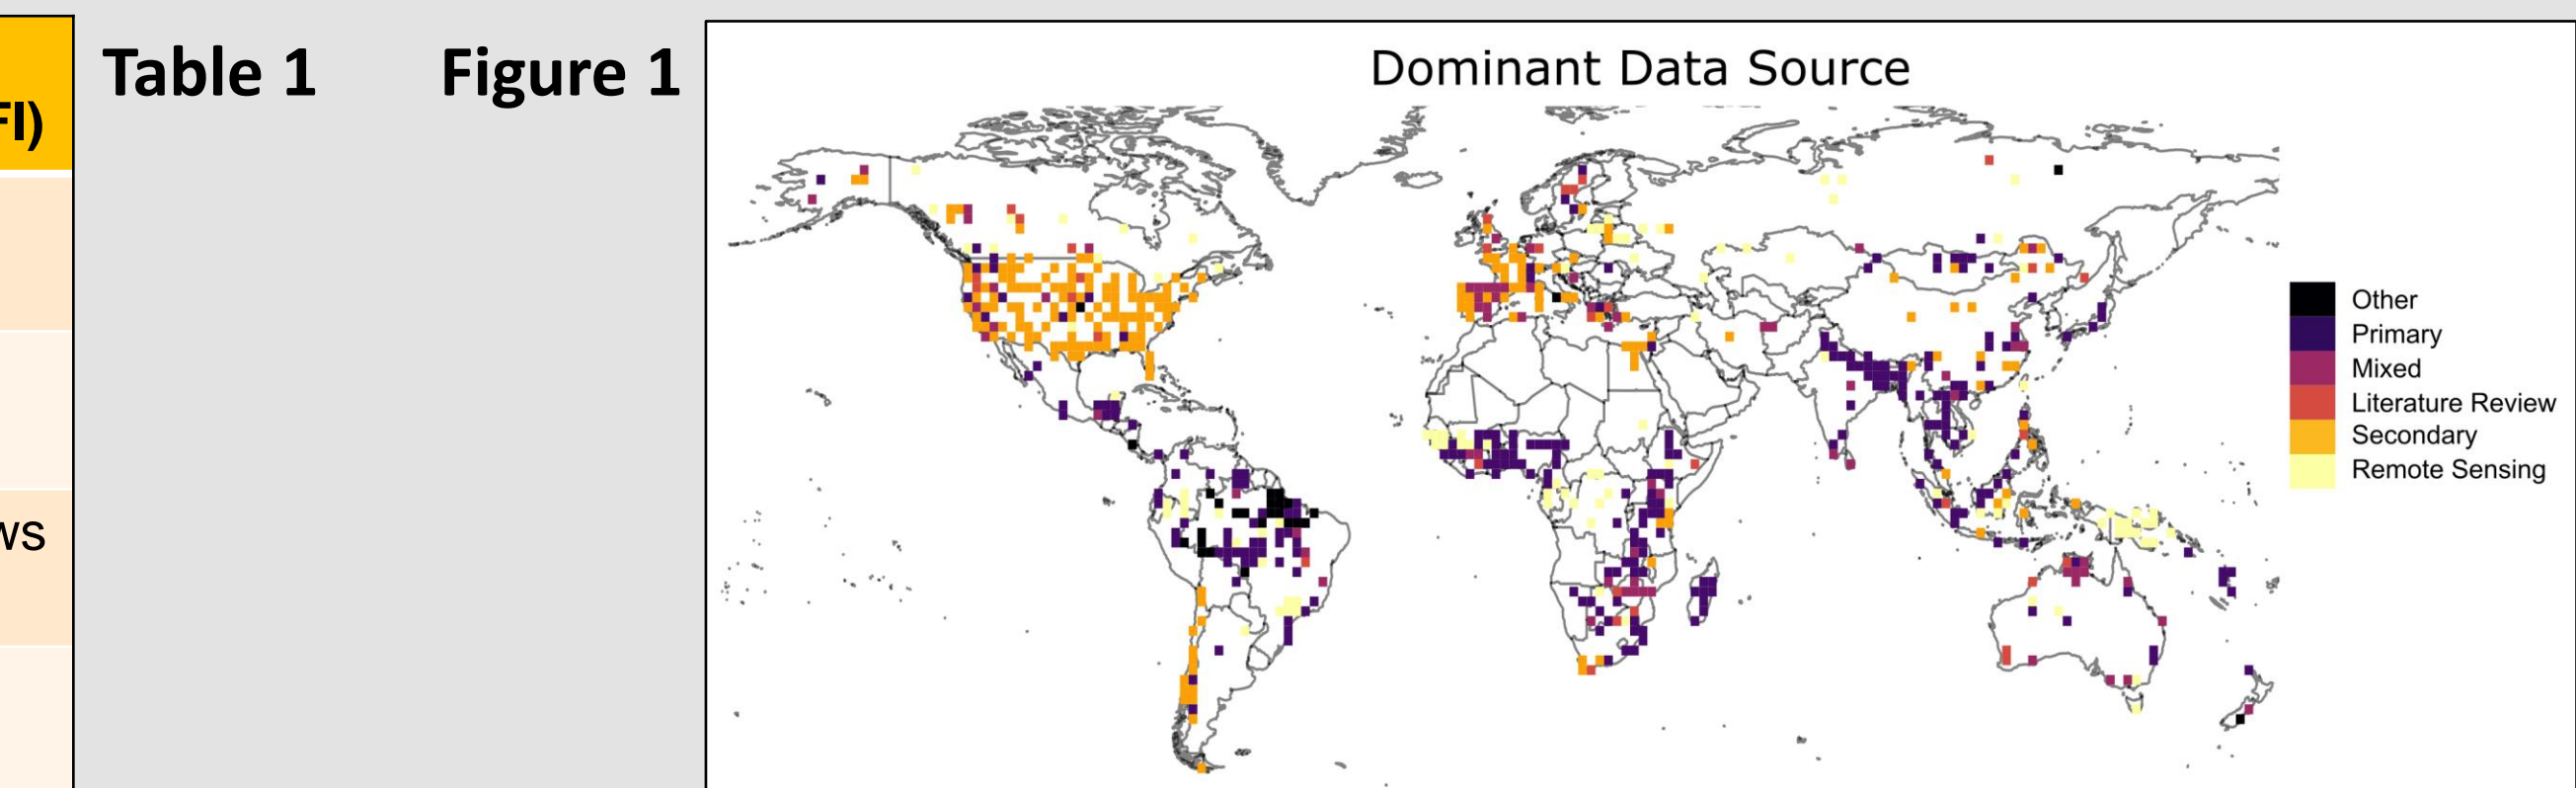 FI)
ws
Table 1
Figure 1
Dominant Data Source
Other
Primary
Mixed
Literature Review
Secondary
Remote Sensing